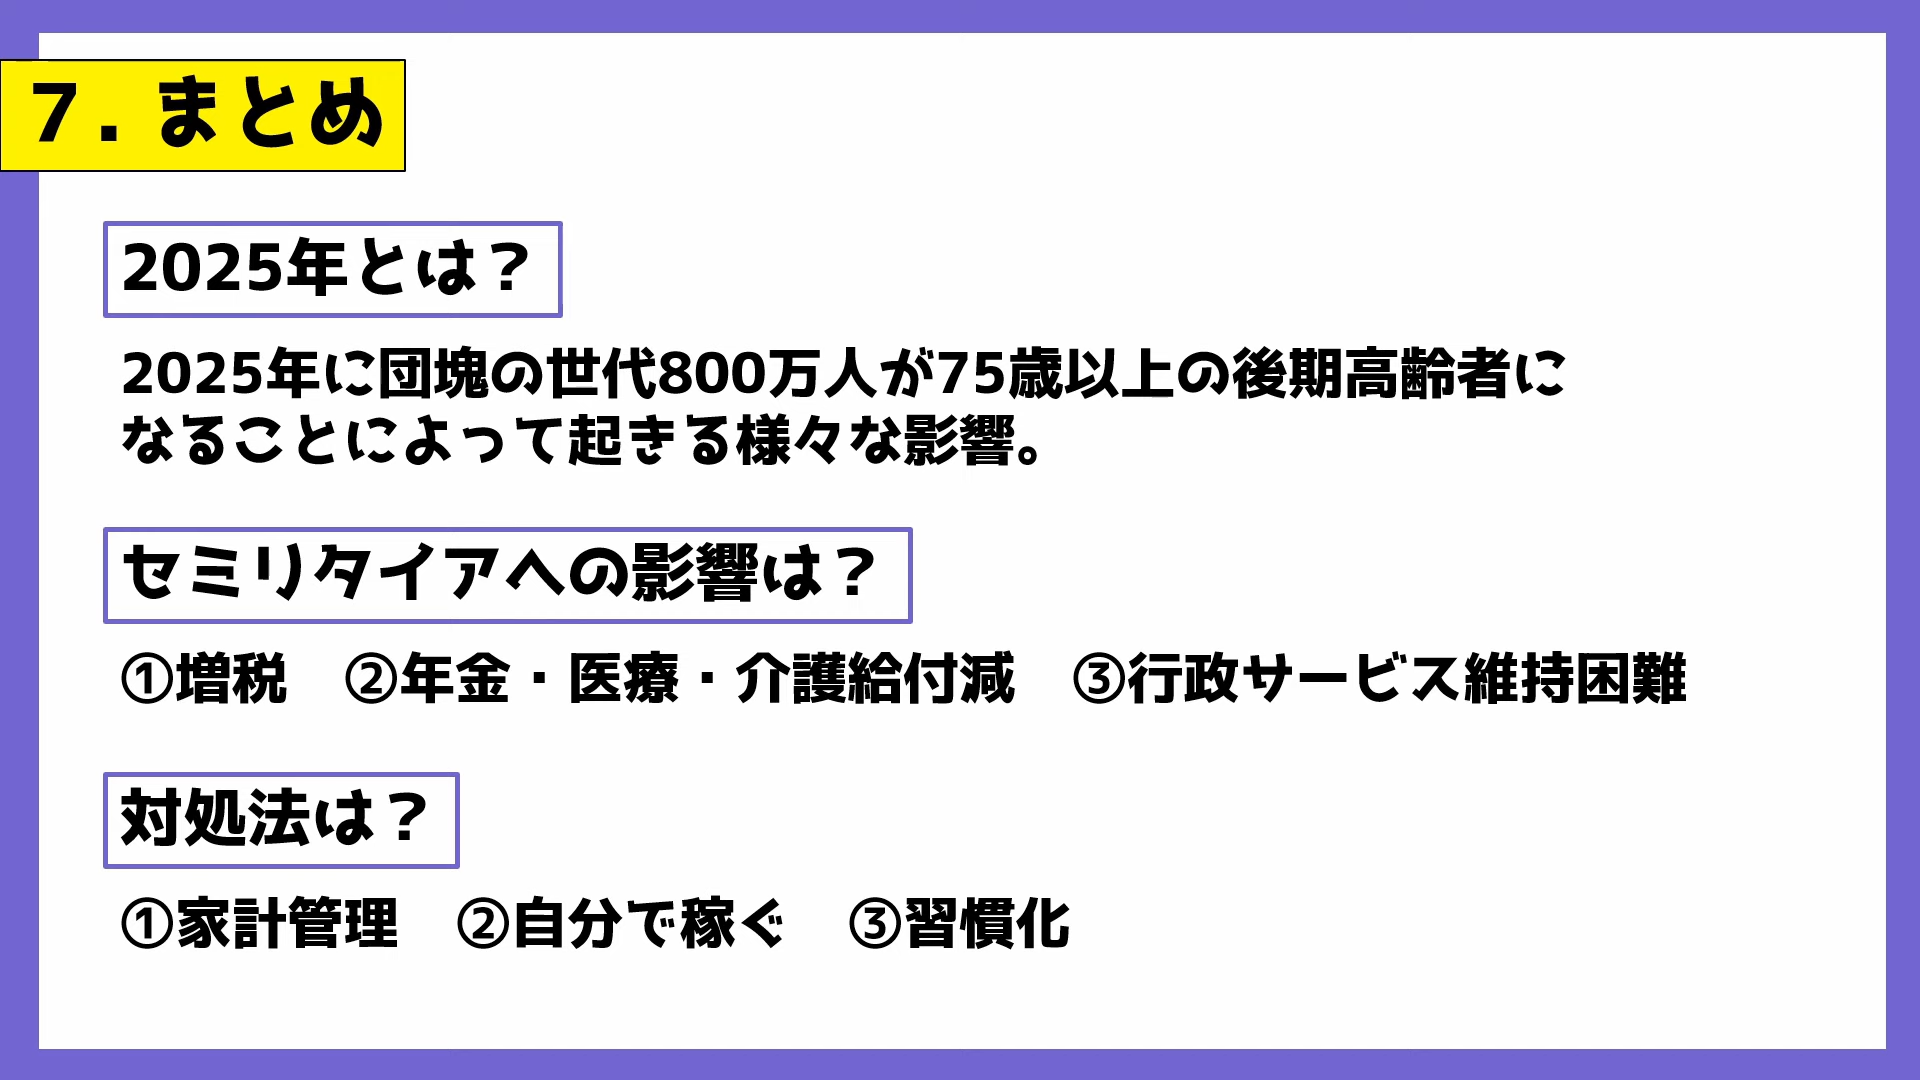 ７．まとめ
2025年とは？
2025年に団塊の世代800万人が75歳以上の後期高齢者に
なることによって起きる様々な影響。
セミリタイアへの影響は？
①増税　②年金・医療・介護給付減　③行政サービス維持困難
対処法は？
①家計管理　②自分で稼ぐ　③習慣化